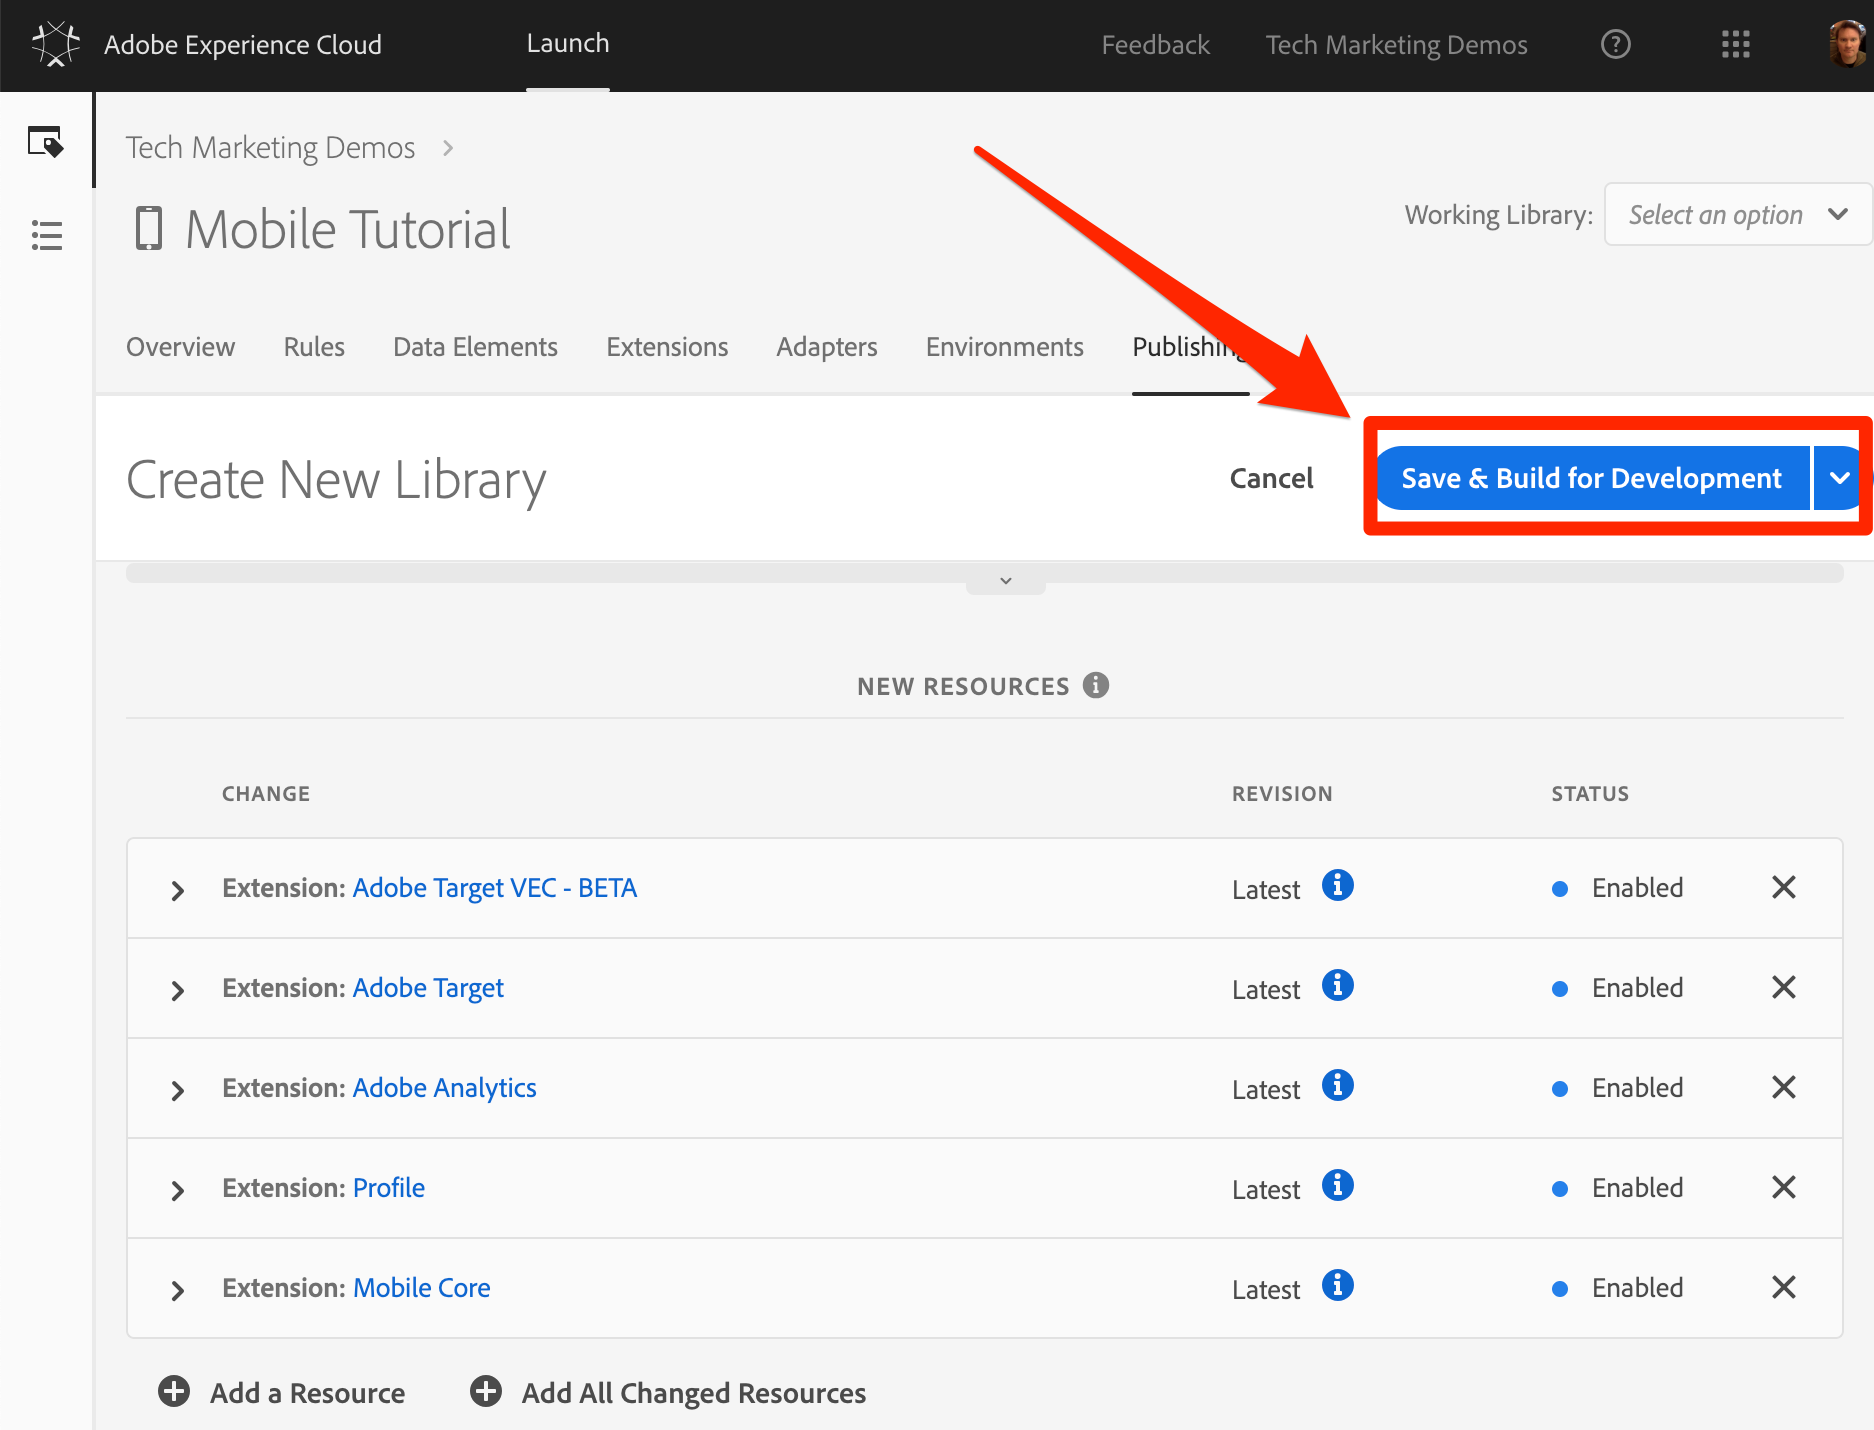 Adobe Experience Cloud Launch Feedback Tech Marketing Demos
Tech Marketing Demos
Mobile Tutorial
Working Library: Select an option
Overview Rules Data Elements Extensions Adapters Environments Publishing
Create New Library Cancel Save & Build for Development
NEW RESOURCES
CHANGE REVISION STATUS
Extension: Adobe Target VEC - BETA Latest Enabled
Extension: Adobe Target Latest Enabled
Extension: Adobe Analytics Latest Enabled
Extension: Profile Latest Enabled
Extension: Mobile Core Latest Enabled
Add a Resource Add All Changed Resources